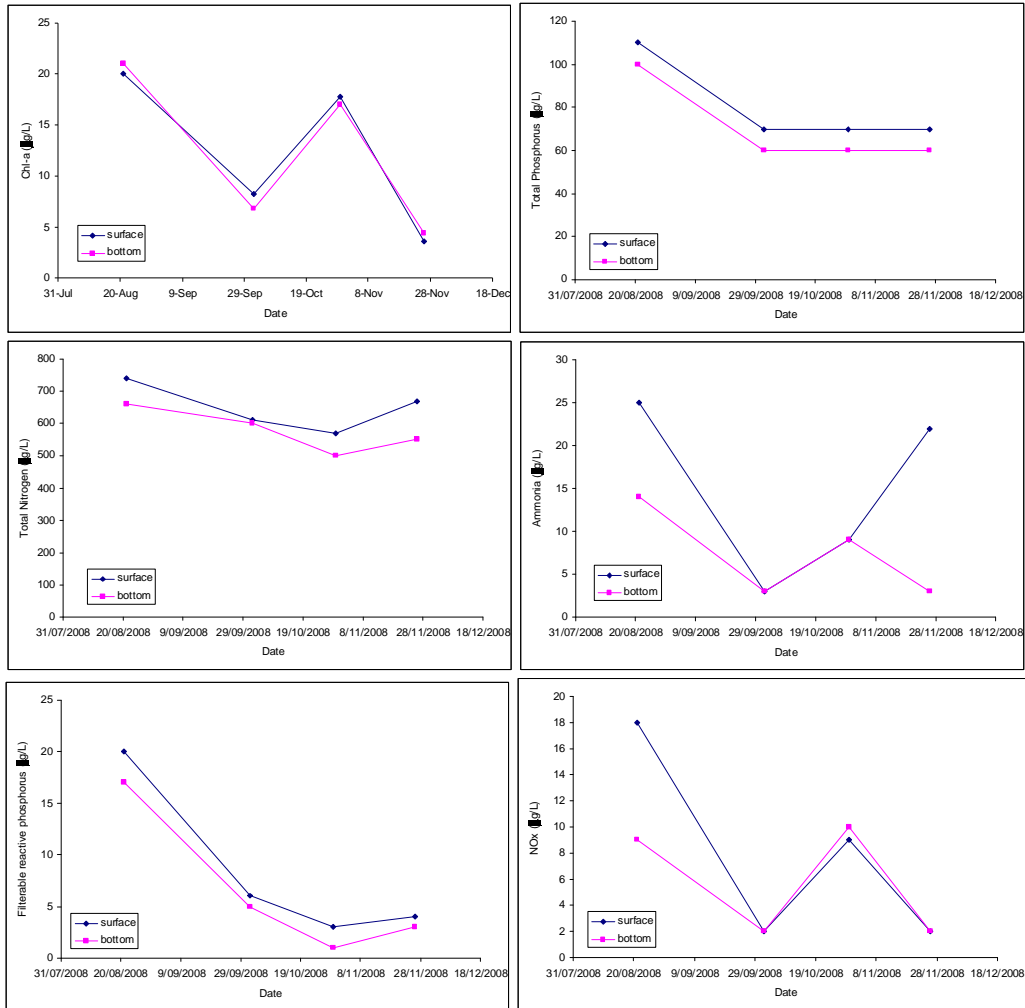 25
20
15
10
5
0
Chl-a (g/L)
surface
bottom
31-Jul 20-Aug 9-Sep 29-Sep 19-Oct 8-Nov 28-Nov 18-Dec
Date
120
100
80
60
40
20
0
Total Phosphorus (g/L)
surface
bottom
31/07/2008 20/08/2008 9/09/2008 29/09/2008 19/10/2008 8/11/2008 28/11/2008 18/12/2008
Date
800
700
600
500
400
300
200
100
0
Total Nitrogen (g/L)
surface
bottom
31/07/2008 20/08/2008 9/09/2008 29/09/2008 19/10/2008 8/11/2008 28/11/2008 18/12/2008
Date
30
25
20
15
10
5
0
Ammonia (g/L)
surface
bottom
31/07/2008 20/08/2008 9/09/2008 29/09/2008 19/10/2008 8/11/2008 28/11/2008 18/12/2008
Date
25
20
15
10
5
0
Filterable reactive phosphorus (g/L)
surface
bottom
31/07/2008 20/08/2008 9/09/2008 29/09/2008 19/10/2008 8/11/2008 28/11/2008 18/12/2008
Date
20
18
16
14
12
10
8
6
4
2
0
NOx (g/L)
surface
bottom
31/07/2008 20/08/2008 9/09/2008 29/09/2008 19/10/2008 8/11/2008 28/11/2008 18/12/2008
Date